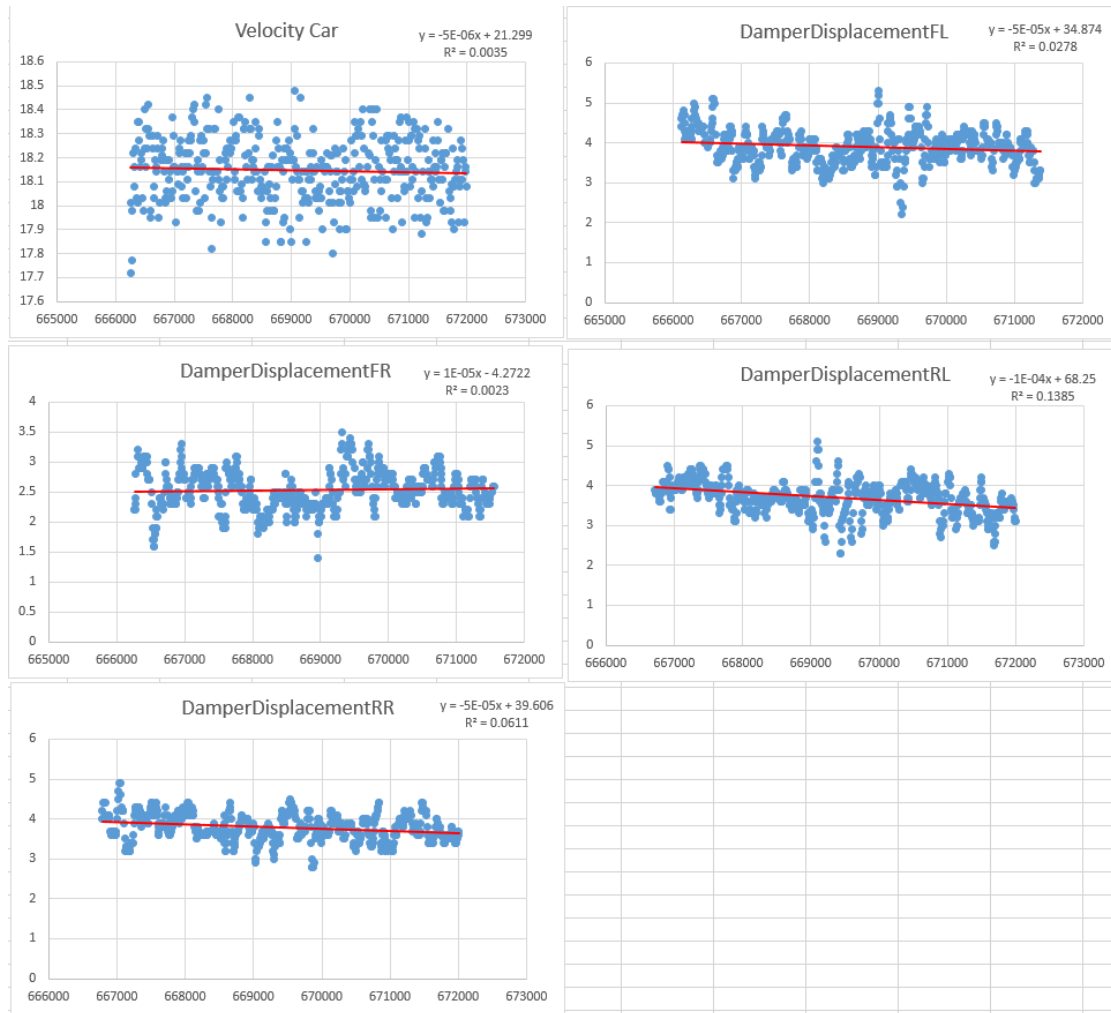 Velocity Car
y = -5E-06x + 21.299
R² = 0.0035
18.6
18.5
18.4
18.3
18.2
18.1
18
17.9
17.8
17.7
17.6
665000 666000 667000 668000 669000 670000 671000 672000 673000
DamperDisplacementFL
y = -5E-05x + 34.874
R² = 0.0278
6
5
4
3
2
1
0
665000 666000 667000 668000 669000 670000 671000 672000
DamperDisplacementFR
y = 1E-05x - 4.2722
R² = 0.0023
4
3.5
3
2.5
2
1.5
1
0.5
0
665000 666000 667000 668000 669000 670000 671000 672000
DamperDisplacementRL
y = -1E-04x + 68.25
R² = 0.1385
6
5
4
3
2
1
0
666000 667000 668000 669000 670000 671000 672000 673000
DamperDisplacementRR
y = -5E-05x + 39.606
R² = 0.0611
6
5
4
3
2
1
0
666000 667000 668000 669000 670000 671000 672000 673000